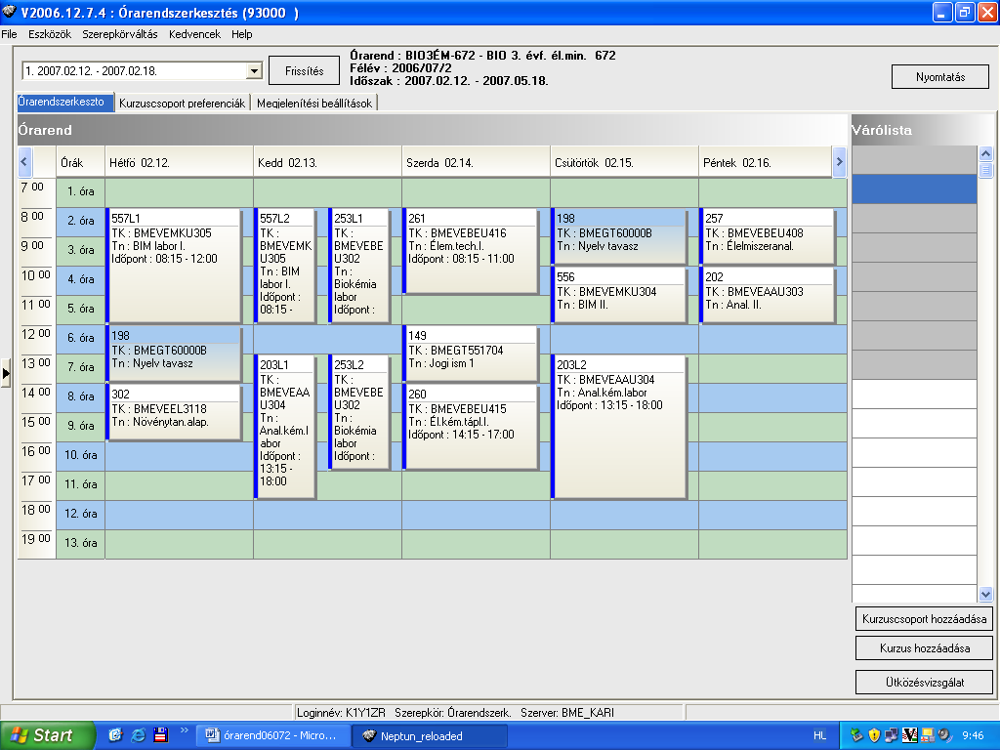 V2006.12.7.4 : Órarendszerkesztés (93000 )
File Eszközök Szerepkörváltás Kedvencek Help
1. 2007.02.12. - 2007.02.18.
Frissítés
Órarend : BIO3ÉM-672 - BIO 3. évf. él.min. 672
Félév : 2006/07/2
Időszak : 2007.02.12. - 2007.05.18.
Nyomtatás
Órarendszerkeszto Kurzuscsoport preferenciák Megjelenítési beállítások
Órarend
Várólista
Órák Hétfő 02.12. Kedd 02.13. Szerda 02.14. Csütörtök 02.15. Péntek 02.16.
7 00 1. óra
8 00 2. óra
9 00 3. óra
10 00 4. óra
11 00 5. óra
12 00 6. óra
13 00 7. óra
14 00 8. óra
15 00 9. óra
16 00 10. óra
17 00 11. óra
18 00 12. óra
19 00 13. óra
557L1
TK : BMEVEMKU305
Tn : BIM labor I.
Időpont : 08:15 - 12:00
198
TK : BMEGT60000B
Tn : Nyelv tavasz
302
TK : BMEVEEL3118
Tn : Növénytan.alap.
557L2
TK :
BMEVEMK
U305
Tn : BIM
labor I.
Időpont :
08:15 -
253L1
TK :
BMEVEBE
U302
Tn :
Biokémia
labor
Időpont :
203L1
TK :
BMEVEAA
U304
Tn :
Anal.kém.l
abor
Időpont :
13:15 -
18:00
253L2
TK :
BMEVEBE
U302
Tn :
Biokémia
labor
Időpont :
261
TK : BMEVEBEU416
Tn : Élem.tech.I.
Időpont : 08:15 - 11:00
149
TK : BMEGT551704
Tn : Jogi ism 1
260
TK : BMEVEBEU415
Tn : Él.kém.tápl.I.
Időpont : 14:15 - 17:00
198
TK : BMEGT60000B
Tn : Nyelv tavasz
556
TK : BMEVEMKU304
Tn : BIM II.
203L2
TK : BMEVEAAU304
Tn : Anal.kém.labor
Időpont : 13:15 - 18:00
257
TK : BMEVEBEU408
Tn : Élelmiszeranal.
202
TK : BMEVEAAU303
Tn : Anal. II.
Kurzuscsoport hozzáadása
Kurzus hozzáadása
Ütközésvizsgálat
Loginnév: K1Y1ZR Szerepkör: Órarendszerk. Szerver: BME_KARI
Start
órarend06072 - Micro...
Neptun_reloaded
HL
9:46